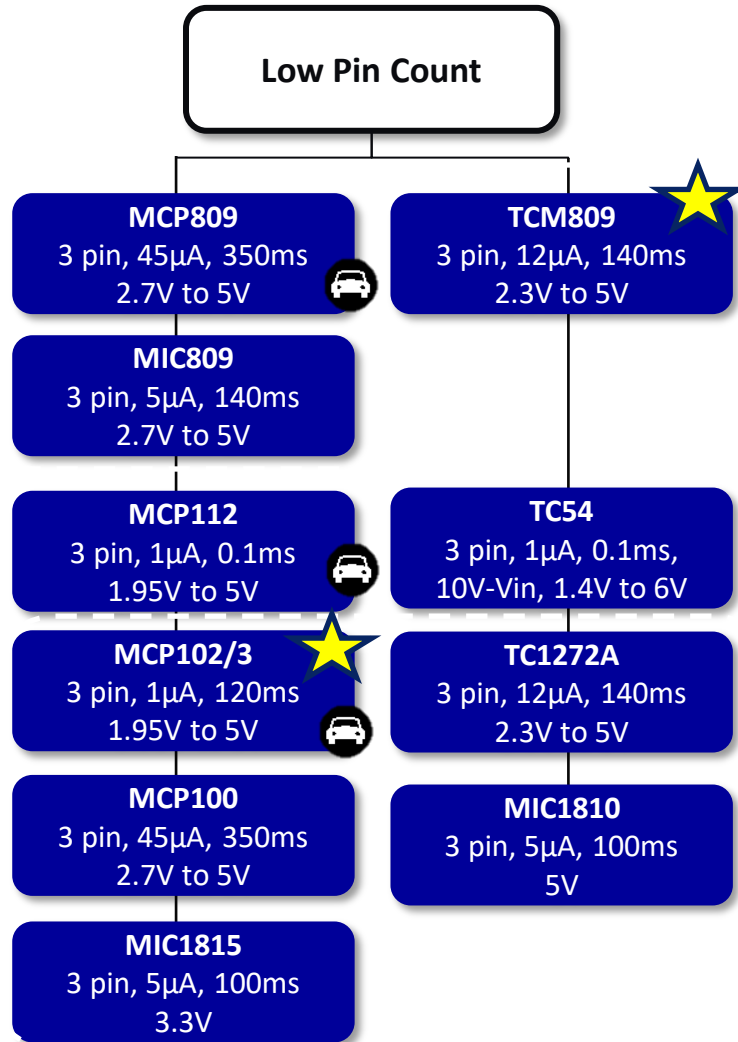 Low Pin Count
MCP809
3 pin, 45µA, 350ms
2.7V to 5V
MIC809
3 pin, 5µA, 140ms
2.7V to 5V
MCP112
3 pin, 1µA, 0.1ms
1.95V to 5V
MCP102/3
3 pin, 1µA, 120ms
1.95V to 5V
MCP100
3 pin, 45µA, 350ms
2.7V to 5V
MIC1815
3 pin, 5µA, 100ms
3.3V
TCM809
3 pin, 12µA, 140ms
2.3V to 5V
TC54
3 pin, 1µA, 0.1ms,
10V-Vin, 1.4V to 6V
TC1272A
3 pin, 12µA, 140ms
2.3V to 5V
MIC1810
3 pin, 5µA, 100ms
5V